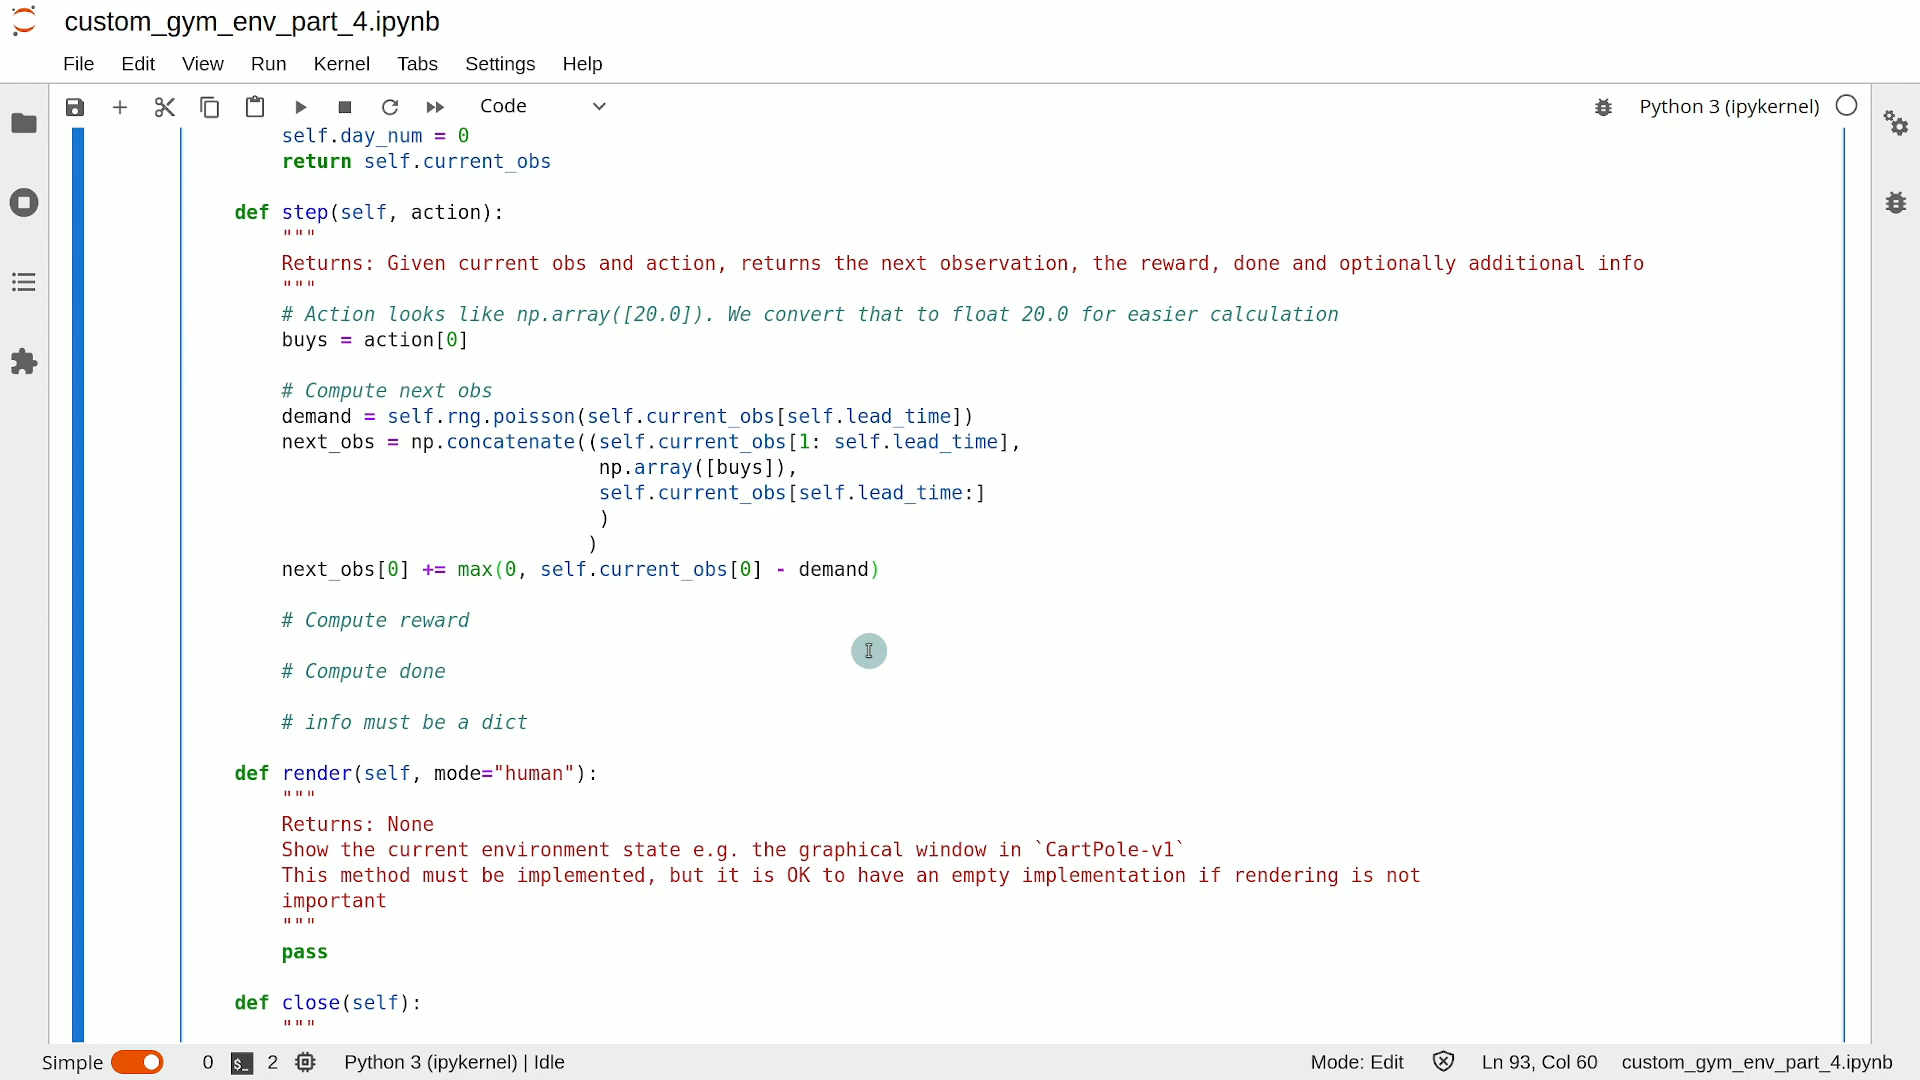 custom_gym_env_part_4.ipynb
File Edit View Run Kernel Tabs Settings Help
Code Python 3 (ipykernel)
self.day_num = 0
return self.current_obs
def step(self, action):
"""
Returns: Given current obs and action, returns the next observation, the reward, done and optionally additional info
"""
# Action looks like np.array([20.0]). We convert that to float 20.0 for easier calculation
buys = action[0]
# Compute next obs
demand = self.rng.poisson(self.current_obs[self.lead_time])
next_obs = np.concatenate((self.current_obs[1: self.lead_time],
np.array([buys]),
self.current_obs[self.lead_time:]
)
)
next_obs[0] += max(0, self.current_obs[0] - demand)
# Compute reward
# Compute done
# info must be a dict
def render(self, mode="human"):
"""
Returns: None
Show the current environment state e.g. the graphical window in `CartPole-v1`
This method must be implemented, but it is OK to have an empty implementation if rendering is not
important
"""
pass
def close(self):
"""
Simple 0 $_ 2 Python 3 (ipykernel) | Idle Mode: Edit Ln 93, Col 60 custom_gym_env_part_4.ipynb